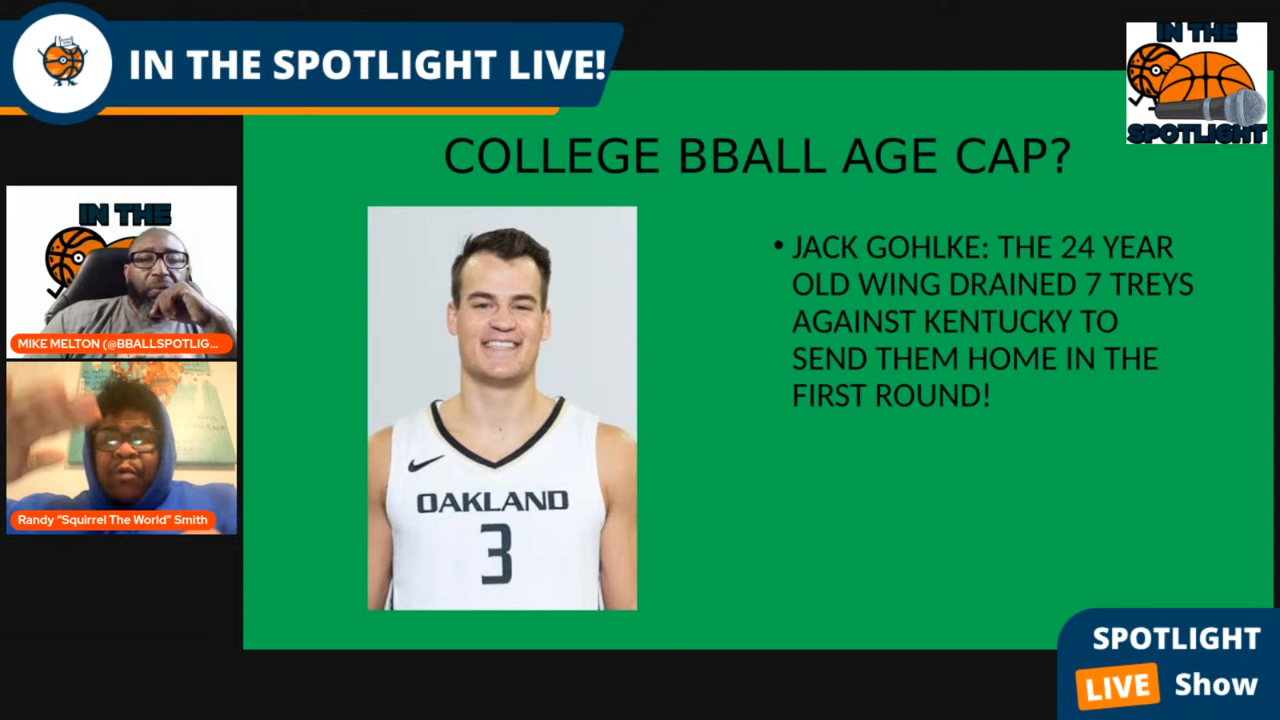 IN THE SPOTLIGHT LIVE!
IN THE
SPOTLIGHT
COLLEGE BBALL AGE CAP?
• JACK GOHLKE: THE 24 YEAR
OLD WING DRAINED 7 TREYS
AGAINST KENTUCKY TO
SEND THEM HOME IN THE
FIRST ROUND!
OAKLAND
3
IN THE
MIKE MELTON (@BBALLSPOTLIG...
Randy “Squirrel The World” Smith
SPOTLIGHT
LIVE Show